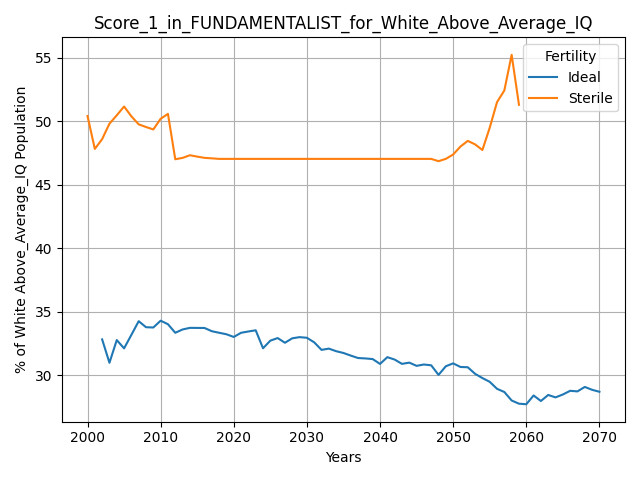 Score_1_in_FUNDAMENTALIST_for_White_Above_Average_IQ
% of White Above_Average_IQ Population
55
50
45
40
35
30
Fertility
Ideal
Sterile
2000 2010 2020 2030 2040 2050 2060 2070
Years